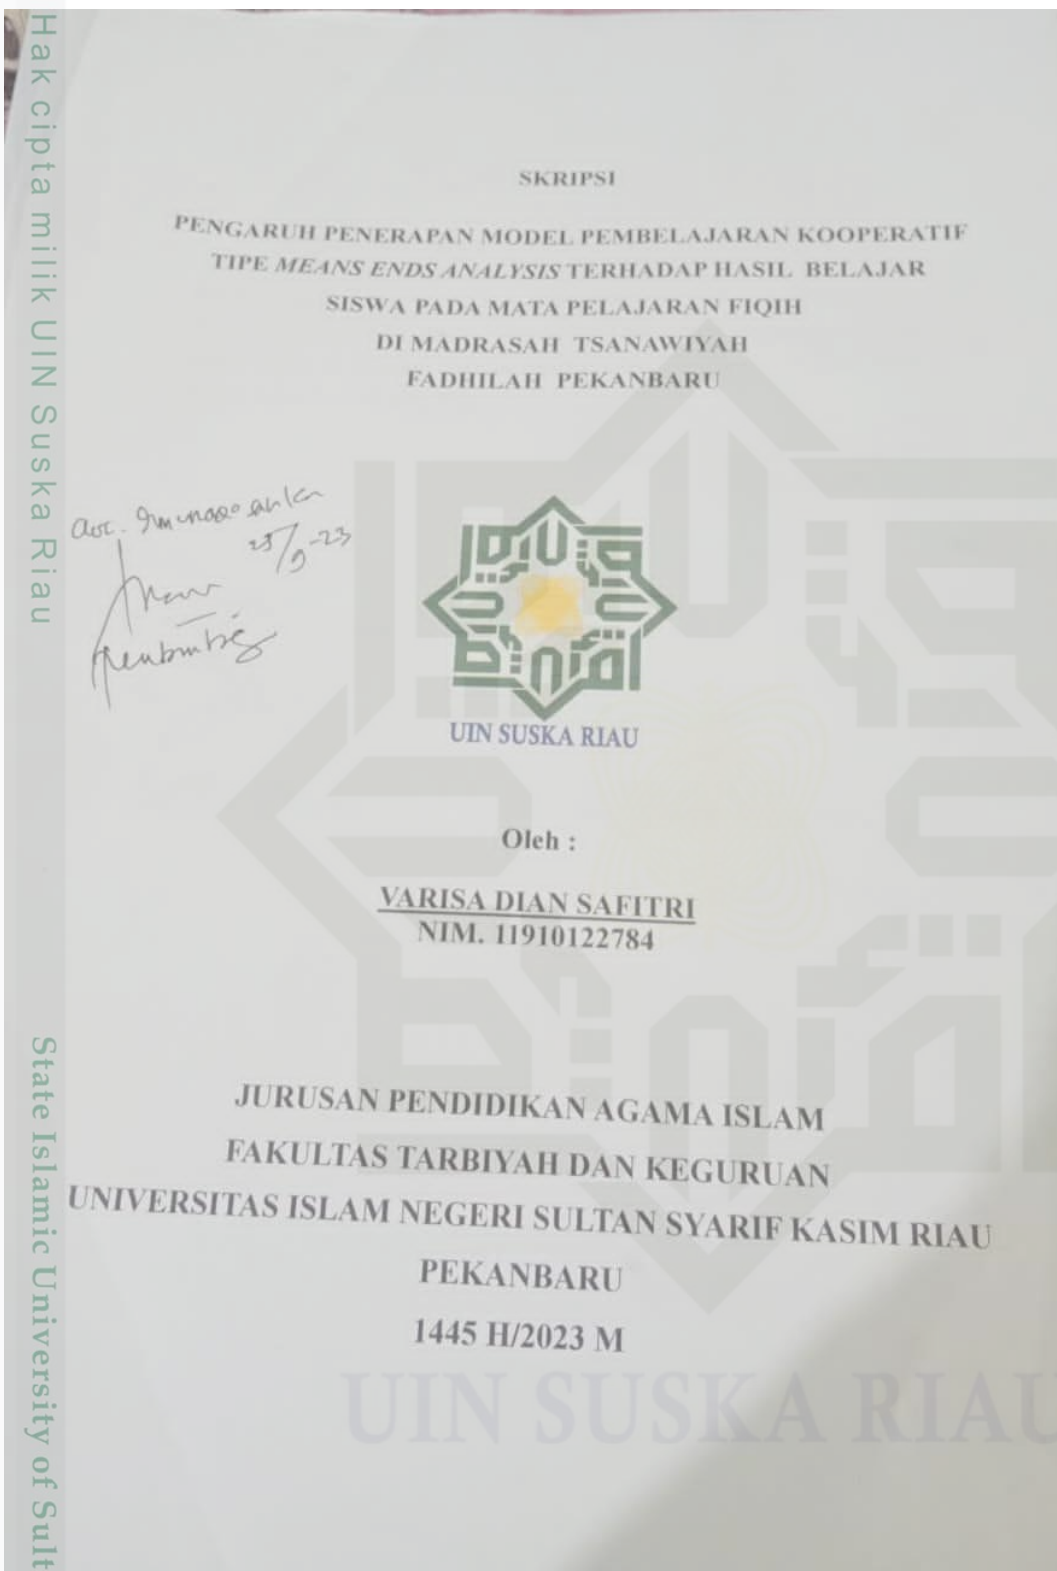 Hak cipta milik UIN Suska Riau
State Islamic University of Sult
SKRIPSI
PENGARUH PENERAPAN MODEL PEMBELAJARAN KOOPERATIF
TIPE MEANS ENDS ANALYSIS TERHADAP HASIL BELAJAR
SISWA PADA MATA PELAJARAN FIQIH
DI MADRASAH TSANAWIYAH
FADHILAH PEKANBARU
UIN SUSKA RIAU
Oleh :
VARISA DIAN SAFITRI
NIM. 11910122784
JURUSAN PENDIDIKAN AGAMA ISLAM
FAKULTAS TARBIYAH DAN KEGURUAN
UNIVERSITAS ISLAM NEGERI SULTAN SYARIF KASIM RIAU
PEKANBARU
1445 H/2023 M
UIN SUSKA RIAU